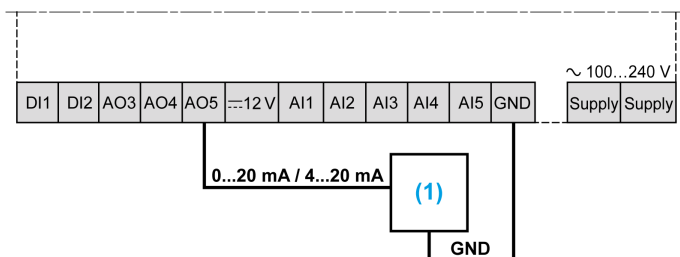 ∼ 100...240 V
DI1 DI2 AO3 AO4 AO5 ⎓12 V AI1 AI2 AI3 AI4 AI5 GND Supply Supply
0...20 mA / 4...20 mA
(1)
GND